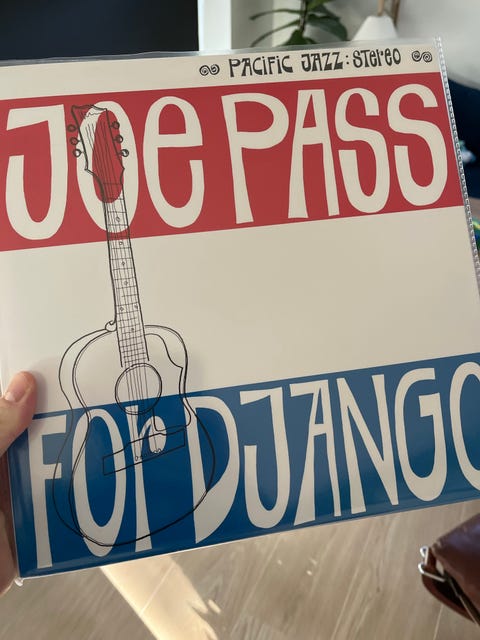 PACIFIC JAZZ: STEREO
JOE PASS
FOR DJANGO